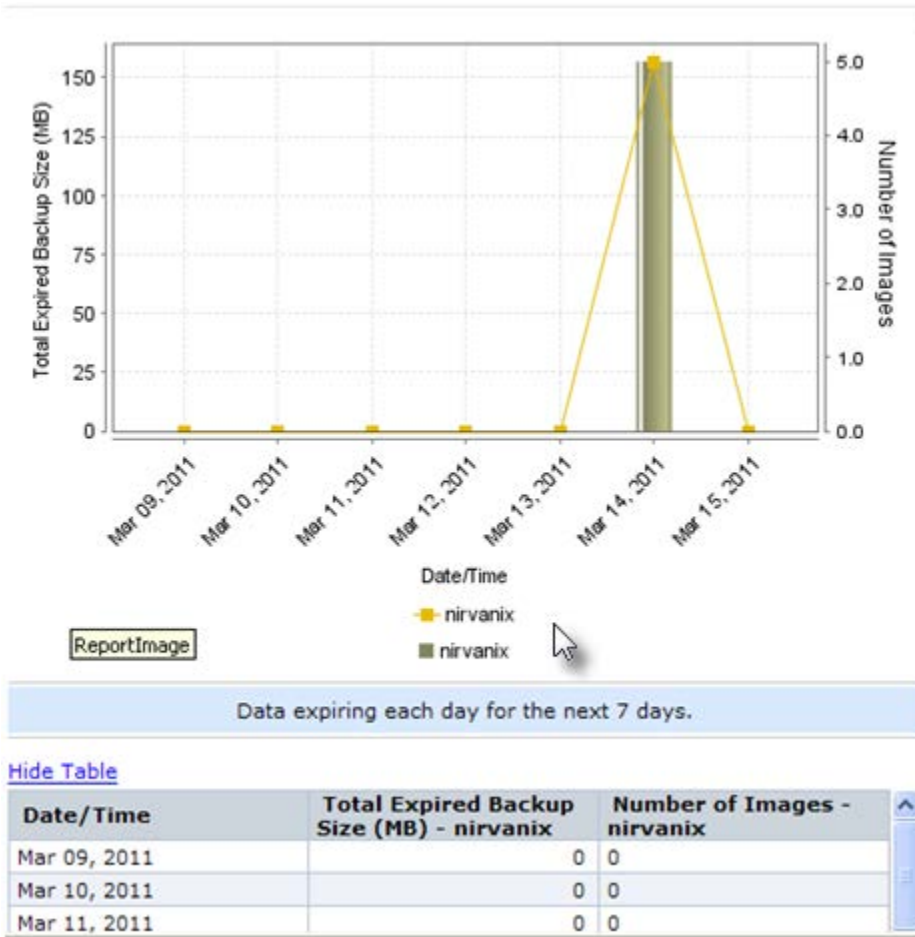 Total Expired Backup Size (MB)
150
125
100
75
50
25
0
5.0
4.0
3.0
2.0
1.0
0.0
Number of Images
Mar 09, 2011
Mar 10, 2011
Mar 11, 2011
Mar 12, 2011
Mar 13, 2011
Mar 14, 2011
Mar 15, 2011
Date/Time
nirvanix
nirvanix
ReportImage
Data expiring each day for the next 7 days.
Hide Table
Date/Time Total Expired Backup Size (MB) - nirvanix Number of Images - nirvanix
Mar 09, 2011 0 0
Mar 10, 2011 0 0
Mar 11, 2011 0 0